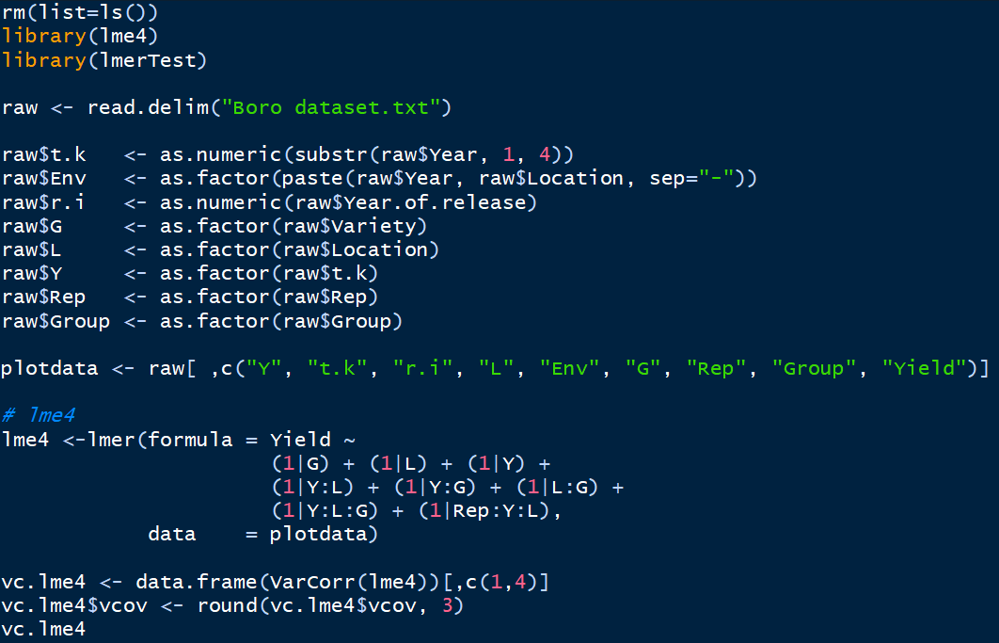 rm(list=ls())
library(lme4)
library(lmerTest)

raw <- read.delim("Boro dataset.txt")

raw$t.k   <- as.numeric(substr(raw$Year, 1, 4))
raw$Env   <- as.factor(paste(raw$Year, raw$Location, sep="-"))
raw$r.i   <- as.numeric(raw$Year.of.release)
raw$G     <- as.factor(raw$Variety)
raw$L     <- as.factor(raw$Location)
raw$Y     <- as.factor(raw$t.k)
raw$Rep   <- as.factor(raw$Rep)
raw$Group <- as.factor(raw$Group)

plotdata <- raw[ ,c("Y", "t.k", "r.i", "L", "Env", "G", "Rep", "Group", "Yield")]

# lme4
lme4 <-lmer(formula = Yield ~
                      (1|G) + (1|L) + (1|Y) +
                      (1|Y:L) + (1|Y:G) + (1|L:G) +
                      (1|Y:L:G) + (1|Rep:Y:L),
            data    = plotdata)

vc.lme4 <- data.frame(VarCorr(lme4))[,c(1,4)]
vc.lme4$vcov <- round(vc.lme4$vcov, 3)
vc.lme4